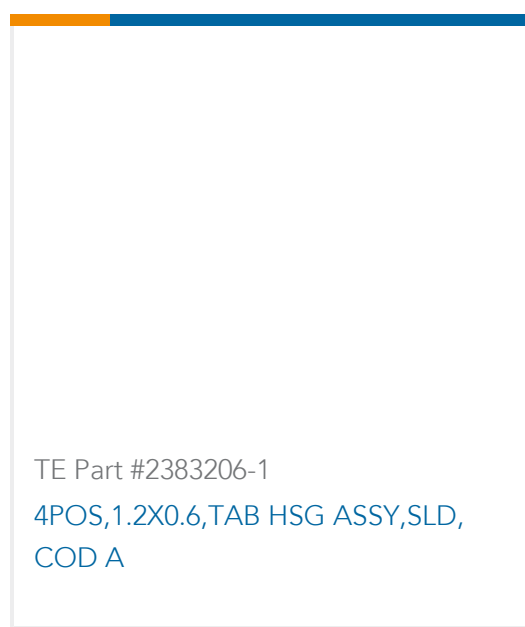 TE Part #2383206-1
4POS,1.2X0.6,TAB HSG ASSY,SLD,
COD A